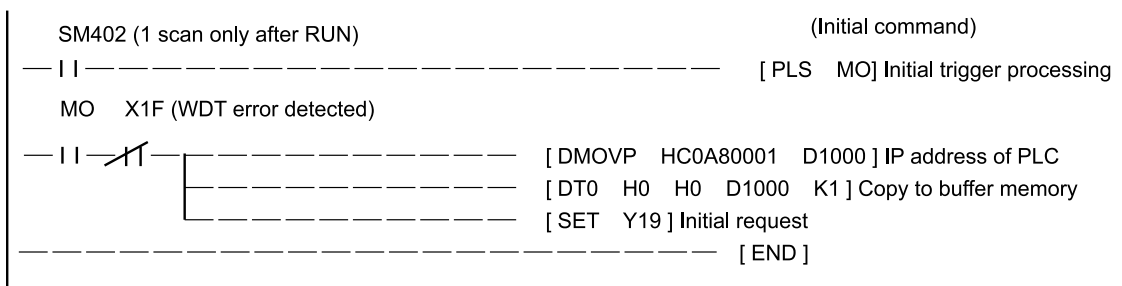 (Initial command)
SM402 (1 scan only after RUN)
[ PLS MO] Initial trigger processing
MO X1F (WDT error detected)
[ DMOVP HC0A80001 D1000 ] IP address of PLC
[ DT0 H0 H0 D1000 K1 ] Copy to buffer memory
[ SET Y19 ] Initial request
[ END ]